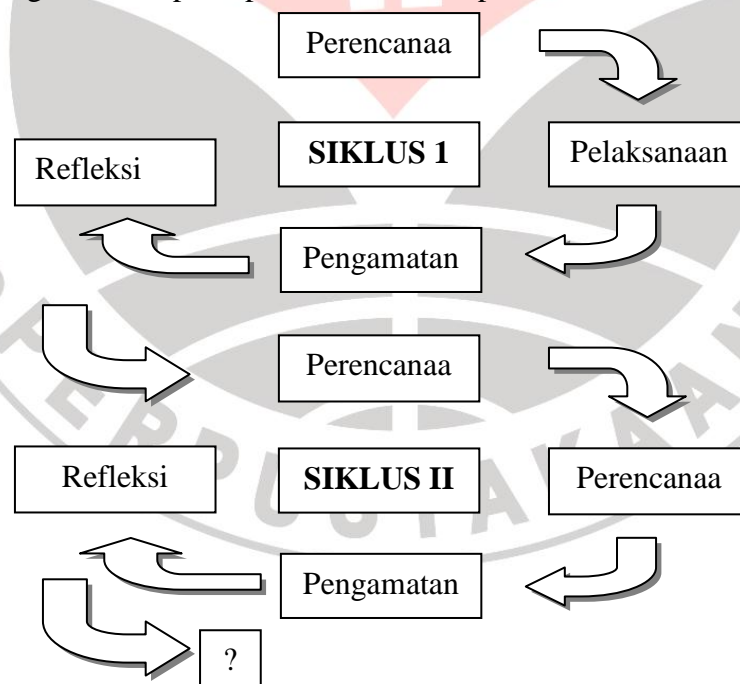 Perencanaa
SIKLUS 1
Pelaksanaan
Refleksi
Pengamatan
Perencanaa
Refleksi
SIKLUS II
Perencanaa
Pengamatan
?